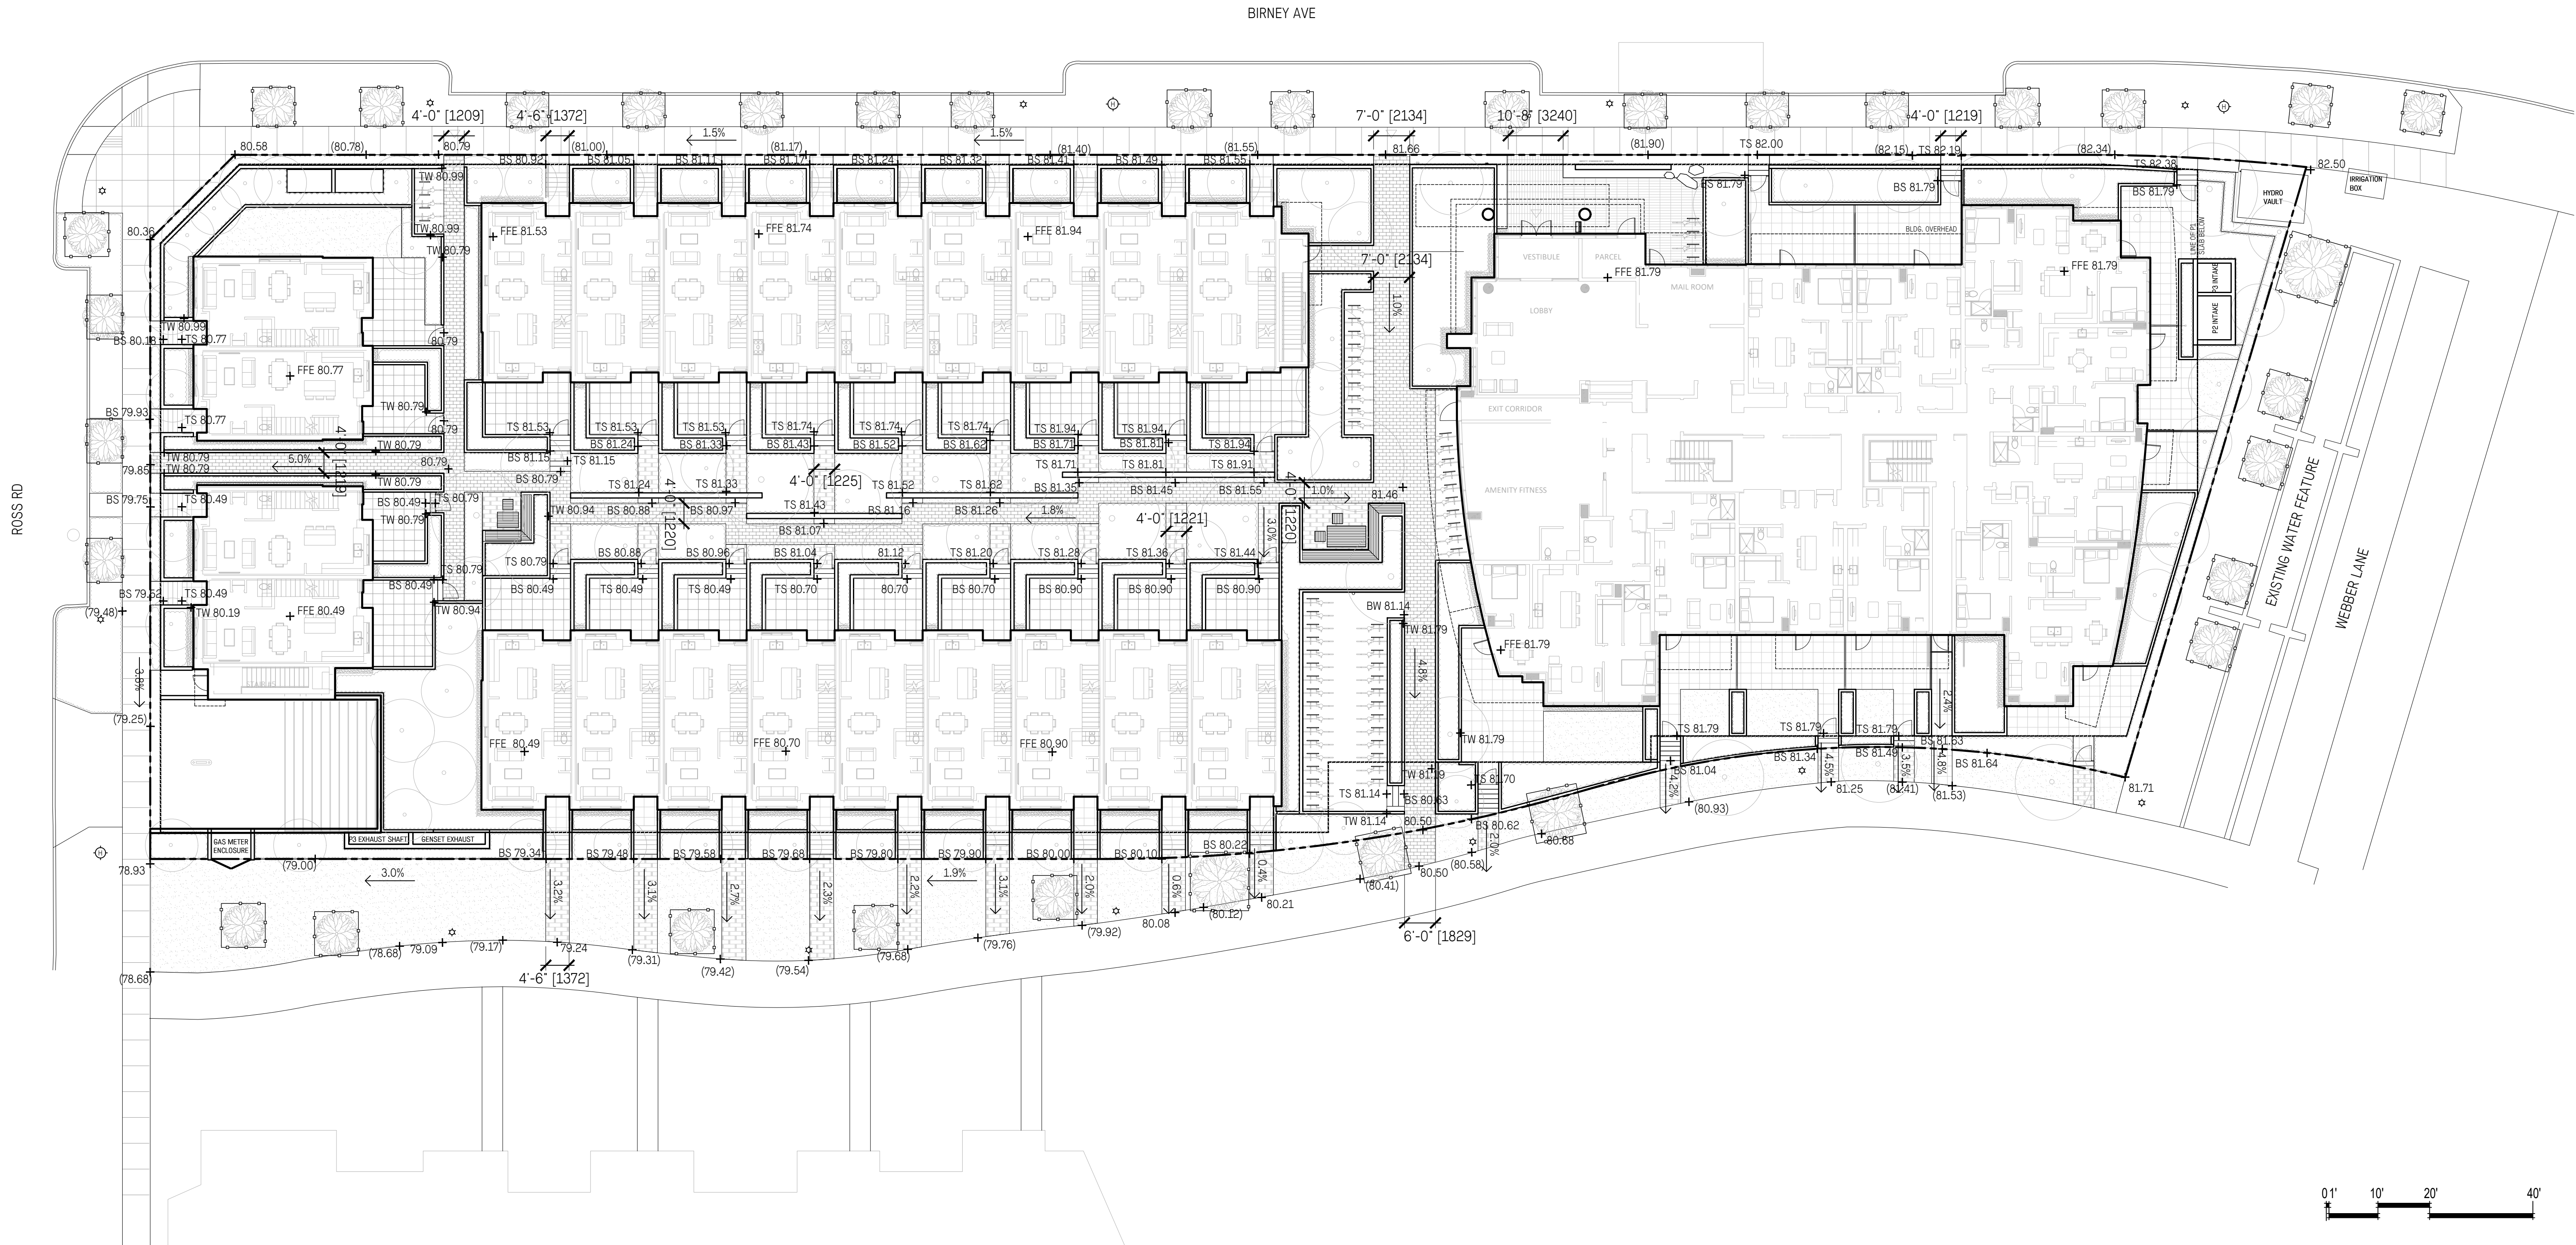 BIRNEY AVE
4'-0" [1209]
4'-6" [1372]
7'-0" [2134]
10'-8" [3240]
4'-0" [1219]
1.5%
1.5%
80.58
(80.78)
80.79
BS 80.92
(81.00)
BS 81.05
BS 81.11
(81.17)
BS 81.17
BS 81.24
BS 81.32
(81.40)
BS 81.41
BS 81.49
(81.55)
BS 81.55
81.66
(81.90)
TS 82.00
(82.15)
TS 82.19
(82.34)
TS 82.38
82.50
TW 80.99
BS 81.79
BS 81.79
BS 81.79
HYDRO
VAULT
IRRIGATION
BOX
80.36
TW 80.99
TW 80.79
FFE 81.53
FFE 81.74
FFE 81.94
7'-0" [2134]
1.0%
VESTIBULE
PARCEL
FFE 81.79
MAIL ROOM
BLDG. OVERHEAD
LINE OF P1
SLAB BELOW
FFE 81.79
P3 INTAKE
P2 INTAKE
LOBBY
TW 80.99
BS 80.18
TS 80.77
80.79
FFE 80.77
TW 80.79
BS 79.93
TS 80.77
80.79
EXIT CORRIDOR
TS 81.53
TS 81.53
TS 81.53
TS 81.74
TS 81.74
TS 81.74
TS 81.94
TS 81.94
TS 81.94
BS 81.15
BS 81.24
BS 81.33
BS 81.43
BS 81.52
BS 81.62
BS 81.71
BS 81.81
TW 80.79
4'-0" [1219]
TW 80.79
79.85
TW 80.79
5.0%
80.79
TW 80.79
TS 81.15
BS 80.79
TS 81.71
TS 81.81
TS 81.91
4'-0" [1225]
BS 81.35
BS 81.45
BS 81.55
4'-0" [1220]
1.0%
81.46
AMENITY FITNESS
ROSS RD
BS 79.75
TS 80.49
BS 80.49
TS 80.79
TW 80.79
TW 80.94
TS 81.24
4'-0" [1220]
TS 81.33
TS 81.52
TS 81.62
BS 80.88
BS 80.97
TS 81.43
BS 81.16
BS 81.26
BS 81.07
1.8%
4'-0" [1221]
3.0%
EXISTING WATER FEATURE
WEBBER LANE
TS 80.79
BS 80.88
BS 80.96
BS 81.04
81.12
TS 81.20
TS 81.28
TS 81.36
TS 81.44
TS 80.79
BS 80.49
BS 80.49
TS 80.49
TS 80.49
TS 80.70
80.70
BS 80.70
BS 80.90
BS 80.90
BS 80.90
BS 79.52
TS 80.49
(79.48)
TW 80.19
FFE 80.49
TW 80.94
BW 81.14
TW 81.79
FFE 81.79
4.8%
3.8%
STAIR #3
(79.25)
FFE 80.49
FFE 80.70
FFE 80.90
TW 81.79
TS 81.79
TS 81.79
TS 81.79
2.4%
BS 81.63
BS 81.34
BS 81.49
BS 81.64
BS 81.04
4.2%
4.5%
3.5%
4.8%
TW 81.19
TS 81.70
TS 81.14
BS 80.63
81.25
(81.41)
(81.53)
81.71
(80.93)
TW 81.14
80.50
BS 80.62
80.68
2.0%
GAS METER
ENCLOSURE
P3 EXHAUST SHAFT
GENSET EXHAUST
78.93
(79.00)
3.0%
BS 79.34
BS 79.48
BS 79.58
BS 79.68
BS 79.80
BS 79.90
BS 80.00
BS 80.10
BS 80.22
(80.58)
80.50
1.9%
3.2%
3.1%
2.7%
2.3%
2.2%
3.1%
2.0%
0.6%
0.4%
(80.41)
80.21
(80.12)
80.08
(79.92)
(79.76)
(79.68)
(79.54)
(79.42)
(79.31)
79.24
(79.17)
79.09
(78.68)
(78.68)
4'-6" [1372]
6'-0" [1829]
0 1' 10' 20' 40'